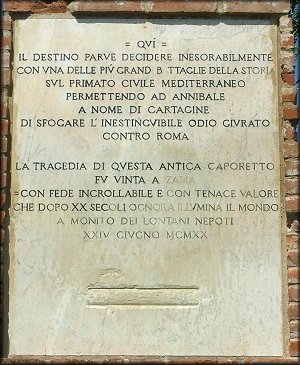 = QVÌ =
IL DESTINO PARVE DECIDERE INESORABILMENTE
CON VNA DELLE PIÙ GRAND B TTAGLIE DELLA STORIA
SVL PRIMATO CIVILE MEDITERRANEO
PERMETTENDO AD ANNIBALE
A NOME DI CARTAGINE
DI SFOGARE L'INESTINGVIBILE ODIO GIVRATO
CONTRO ROMA
LA TRAGEDIA DI QVESTA ANTICA CAPORETTO
FV VINTA A ZAMA
=CON FEDE INCROLLABILE E CON TENACE VALORE
CHE DOPO XX SECOLI OGNORA ILLVMINA IL MONDO
A MONITO DEI LONTANI NEPOTI
XXIV GIVGNO MCMXX